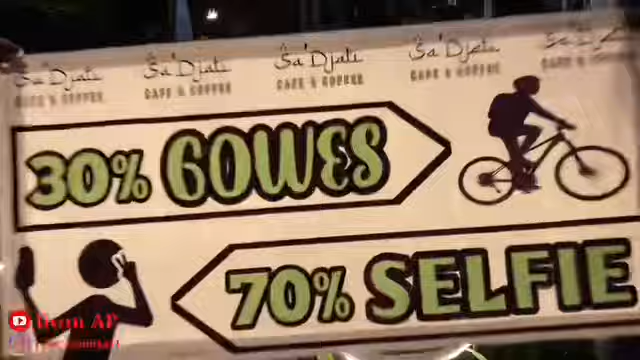 Sa'Djati Sa'Djati Sa'Djati Sa'Djati
CAFE & COFFEE CAFE & COFFEE CAFE & COFFEE CAFE & COFFEE
30% GOWES
70% SELFIE